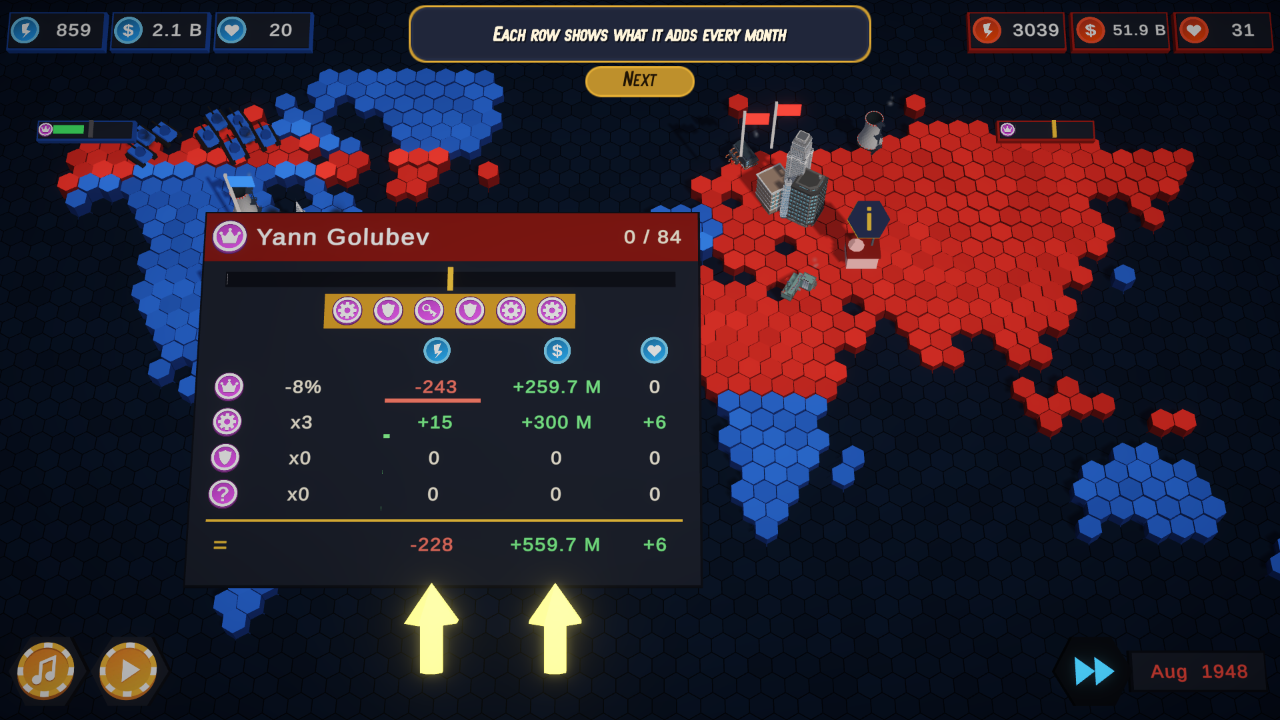 859 $ 2.1 B 20
Each row shows what it adds every month
3039 $ 51.9 B 31
Next
i
Yann Golubev 0 / 84
$
-8% -243 +259.7 M 0
x3 +15 +300 M +6
x0 0 0 0
? x0 0 0 0
= -228 +559.7 M +6
Aug 1948